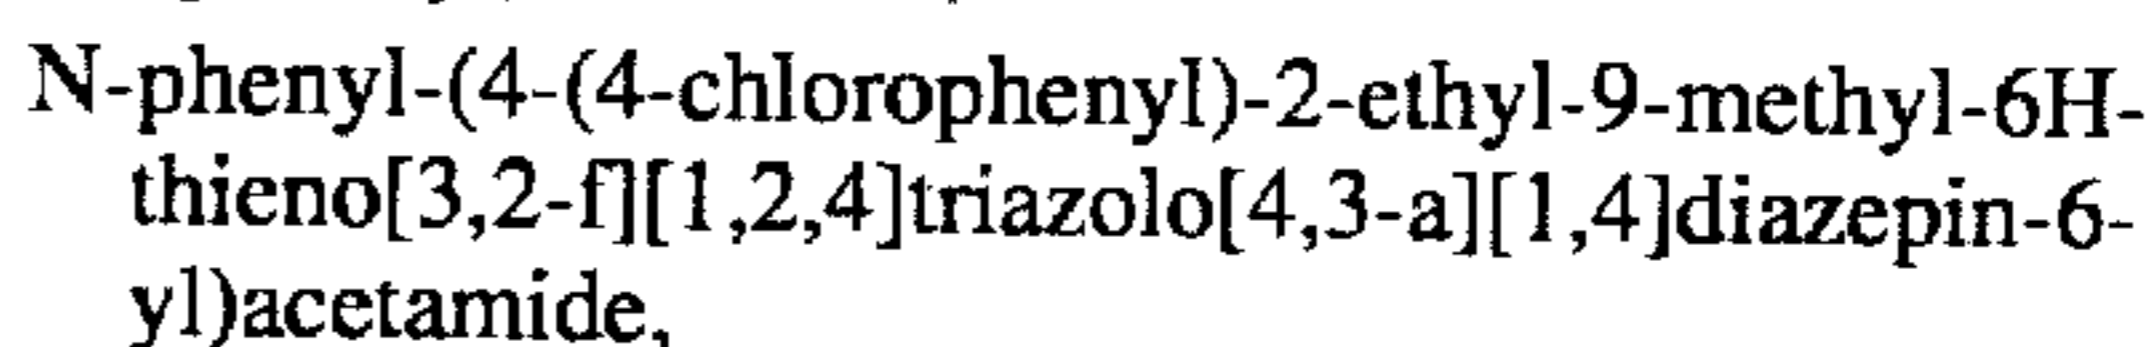 N-phenyl-(4-(4-chlorophenyl)-2-ethyl-9-methyl-6H-
thieno[3,2-f][1,2,4]triazolo[4,3-a][1,4]diazepin-6-
yl)acetamide,